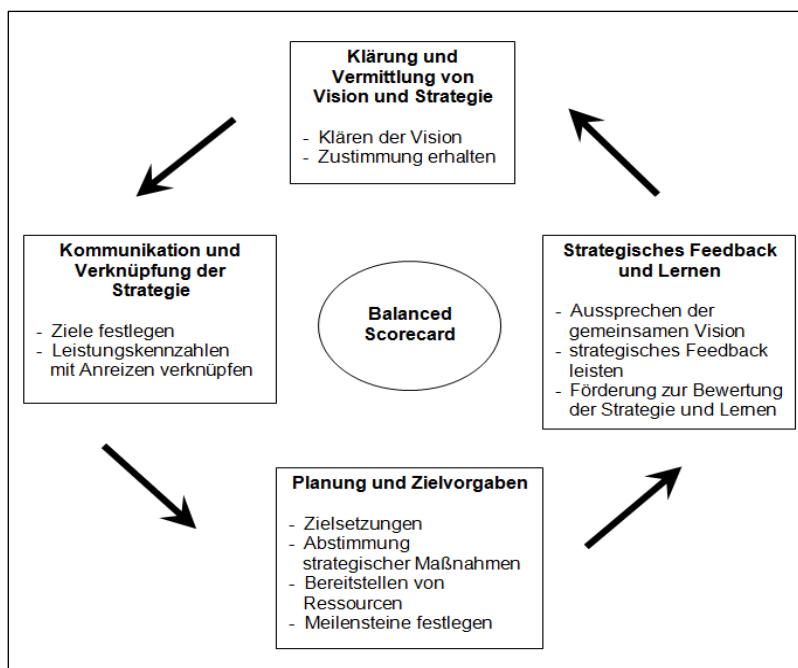 Klärung und
Vermittlung von
Vision und Strategie
- Klären der Vision
- Zustimmung erhalten
Kommunikation und
Verknüpfung der
Strategie
- Ziele festlegen
- Leistungskennzahlen
mit Anreizen verknüpfen
Balanced
Scorecard
Strategisches Feedback
und Lernen
- Aussprechen der
gemeinsamen Vision
- strategisches Feedback
leisten
- Förderung zur Bewertung
der Strategie und Lernen
Planung und Zielvorgaben
- Zielsetzungen
- Abstimmung
strategischer Maßnahmen
- Bereitstellen von
Ressourcen
- Meilensteine festlegen